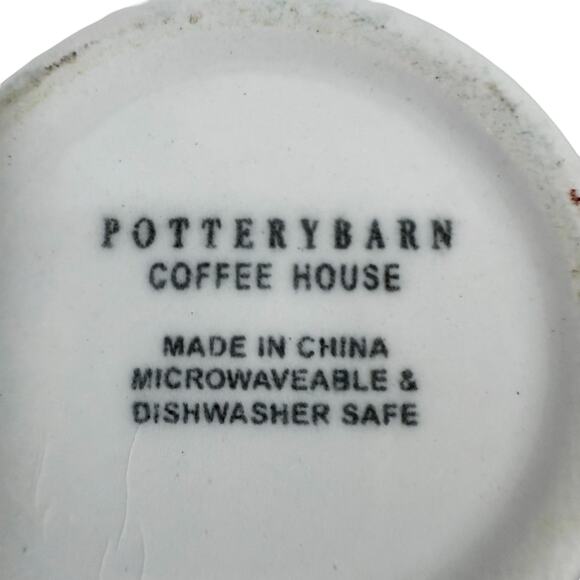 POTTERYBARN
COFFEE HOUSE
MADE IN CHINA
MICROWAVEABLE &
DISHWASHER SAFE